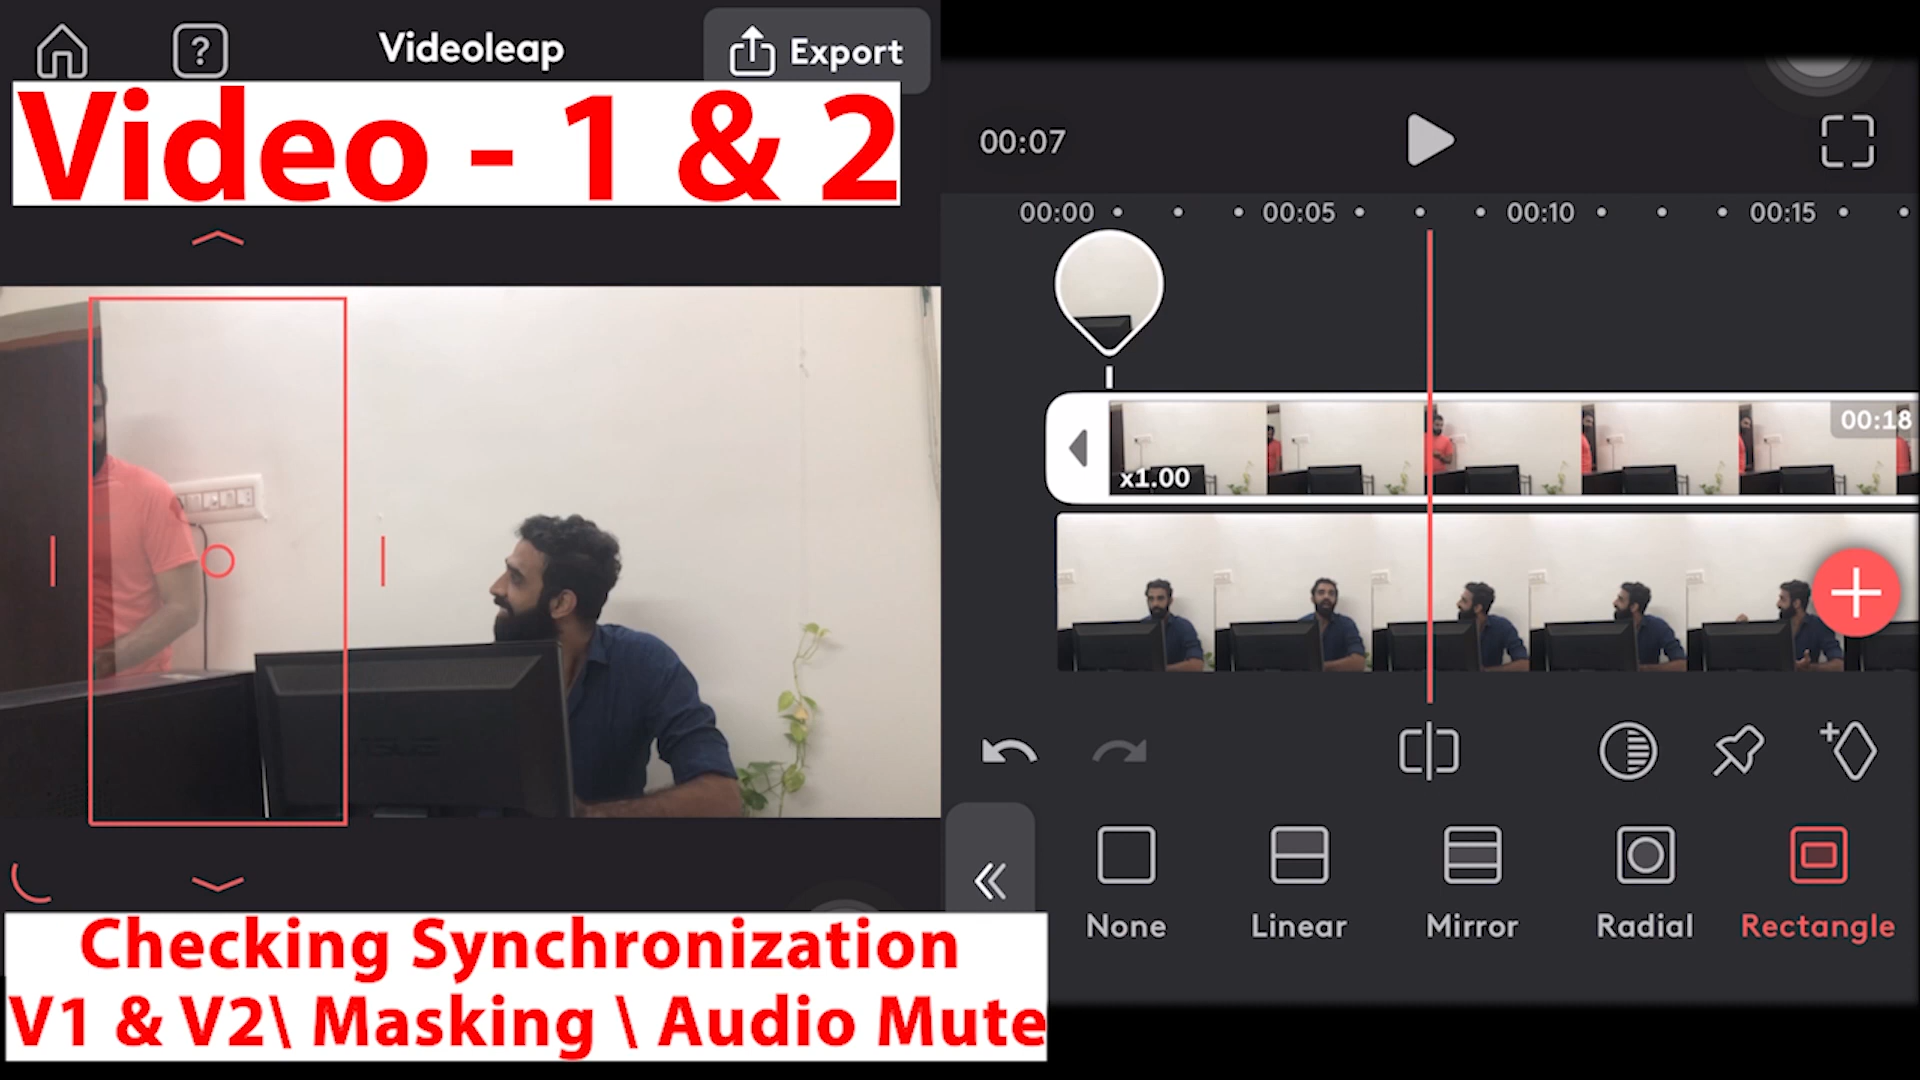 Videoleap
Export
Video - 1 & 2
00:07
00:00
00:05
00:10
00:15
00:18
x1.00
None
Linear
Mirror
Radial
Rectangle
Checking Synchronization
V1 & V2\ Masking \ Audio Mute